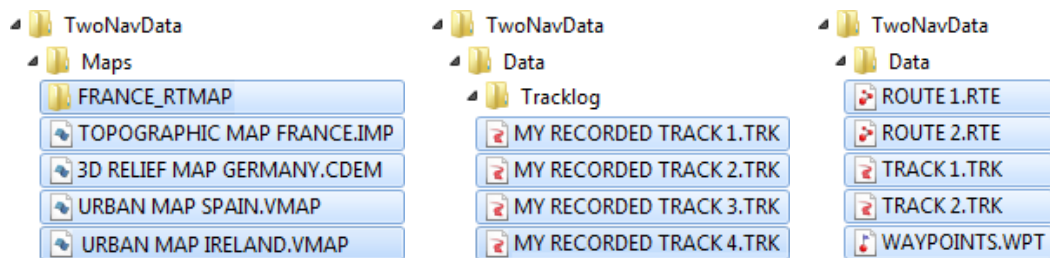 TwoNavData
Maps
FRANCE_RTMAP
TOPOGRAPHIC MAP FRANCE.IMP
3D RELIEF MAP GERMANY.CDEM
URBAN MAP SPAIN.VMAP
URBAN MAP IRELAND.VMAP
TwoNavData
Data
Tracklog
MY RECORDED TRACK 1.TRK
MY RECORDED TRACK 2.TRK
MY RECORDED TRACK 3.TRK
MY RECORDED TRACK 4.TRK
TwoNavData
Data
ROUTE 1.RTE
ROUTE 2.RTE
TRACK 1.TRK
TRACK 2.TRK
WAYPOINTS.WPT